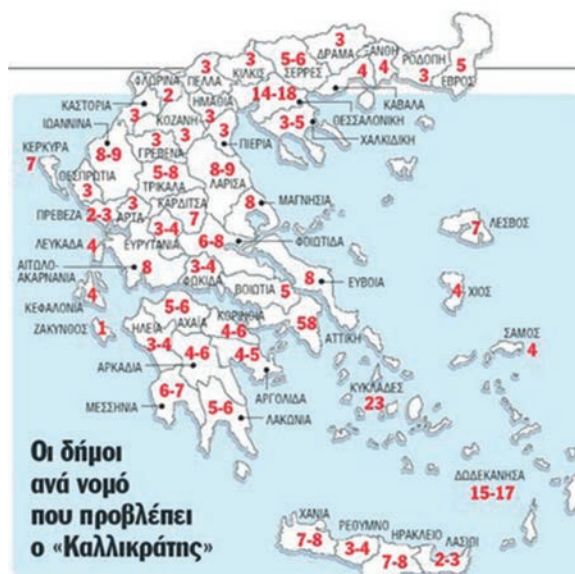 ΔΡΑΜΑ
3
ΞΑΝΘΗ
4
ΡΟΔΟΠΗ
3
5
ΕΒΡΟΣ
ΣΕΡΡΕΣ
5-6
ΚΙΛΚΙΣ
3
ΠΕΛΛΑ
3
ΦΛΩΡΙΝΑ
2
ΗΜΑΘΙΑ
3
4
ΚΑΒΑΛΑ
14-18
ΘΕΣΣΑΛΟΝΙΚΗ
3-5
ΧΑΛΚΙΔΙΚΗ
ΚΑΣΤΟΡΙΑ
3
ΚΟΖΑΝΗ
3
ΙΩΑΝΝΙΝΑ
8-9
3
ΓΡΕΒΕΝΑ
3
ΠΙΕΡΙΑ
ΚΕΡΚΥΡΑ
7
ΘΕΣΠΡΩΤΙΑ
3
5-8
ΤΡΙΚΑΛΑ
8-9
ΛΑΡΙΣΑ
8
ΜΑΓΝΗΣΙΑ
7
ΛΕΣΒΟΣ
ΠΡΕΒΕΖΑ
2-3
3
ΑΡΤΑ
ΚΑΡΔΙΤΣΑ
7
ΛΕΥΚΑΔΑ
4
3-4
ΕΥΡΥΤΑΝΙΑ
6-8
ΦΘΙΩΤΙΔΑ
ΑΙΤΩΛΟ-
ΑΚΑΡΝΑΝΙΑ
8
3-4
ΦΩΚΙΔΑ
ΒΟΙΩΤΙΑ
5
8
ΕΥΒΟΙΑ
4
ΧΙΟΣ
ΚΕΦΑΛΟΝΙΑ
4
ΖΑΚΥΝΘΟΣ
1
5-6
ΑΧΑΪΑ
ΗΛΕΙΑ
3-4
ΚΟΡΙΝΘΙΑ
4-6
58
ΑΤΤΙΚΗ
ΣΑΜΟΣ
4
ΑΡΚΑΔΙΑ
4-6
4-5
ΑΡΓΟΛΙΔΑ
ΚΥΚΛΑΔΕΣ
23
ΜΕΣΣΗΝΙΑ
6-7
5-6
ΛΑΚΩΝΙΑ
ΔΩΔΕΚΑΝΗΣΑ
15-17
Οι δήμοι
ανά νομό
που προβλέπει
ο «Καλλικράτης»
ΧΑΝΙΑ
7-8
ΡΕΘΥΜΝΟ
3-4
ΗΡΑΚΛΕΙΟ
7-8
ΛΑΣΙΘΙ
2-3